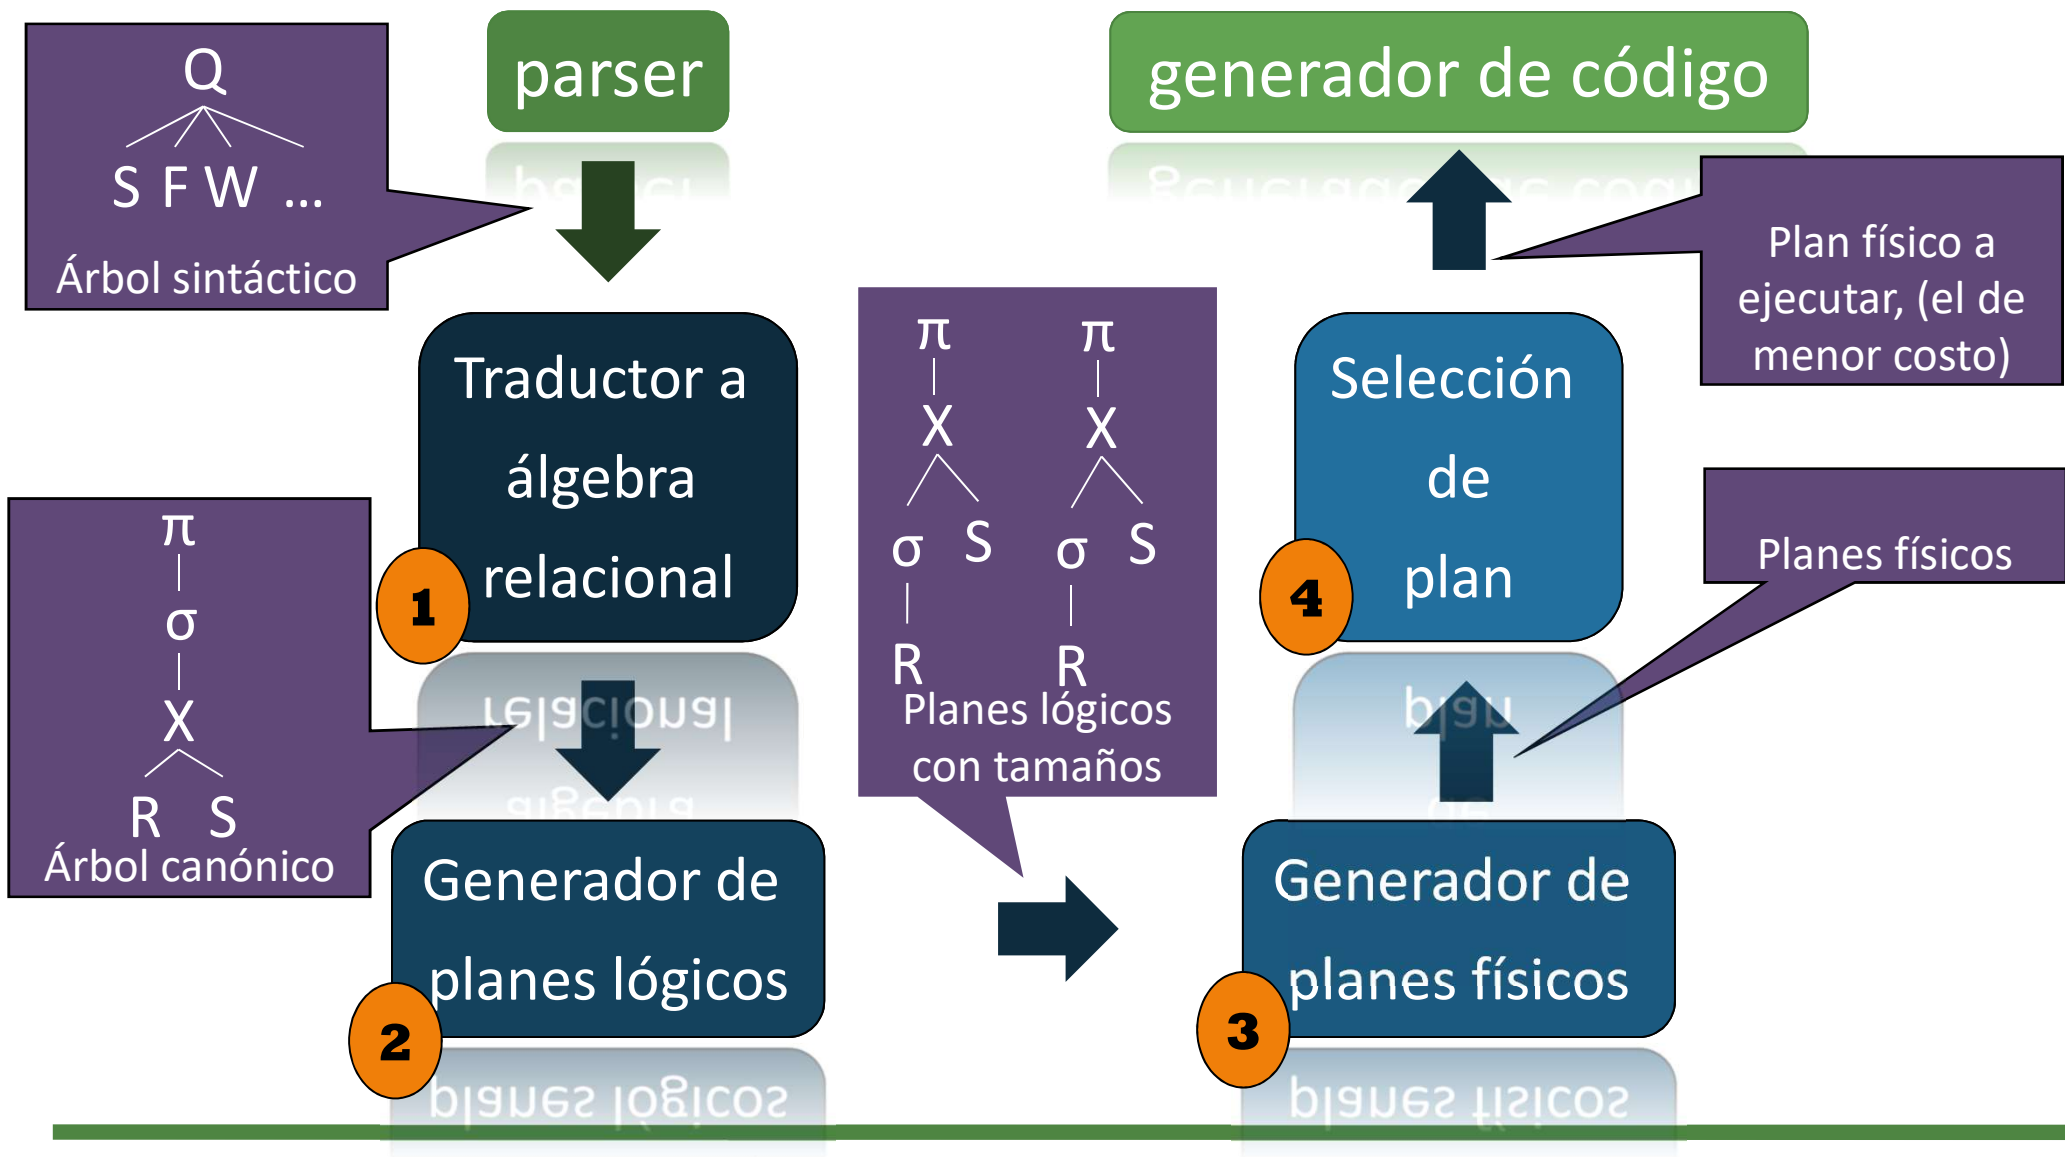 Q
S F W ...
Árbol sintáctico
parser
generador de código
Plan físico a
ejecutar, (el de
menor costo)
Traductor a
álgebra
relacional
1
π
σ
X
R S
Árbol canónico
Generador de
planes lógicos
2
π π
X X
σ S σ S
R R
Planes lógicos
con tamaños
Generador de
planes físicos
3
Planes físicos
Selección
de
plan
4